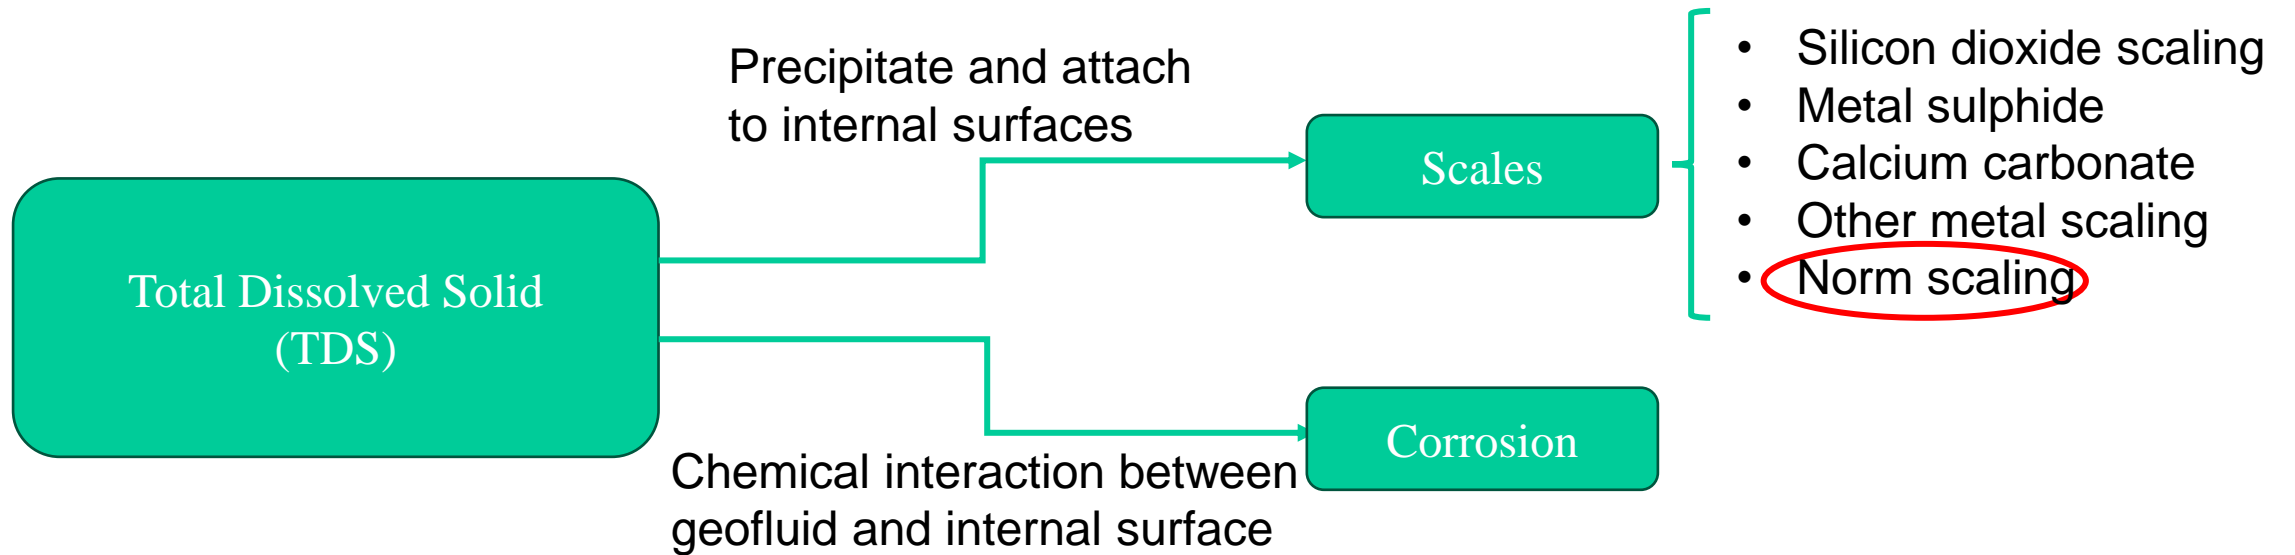 Total Dissolved Solid
(TDS)
Precipitate and attach
to internal surfaces
Scales
• Silicon dioxide scaling
• Metal sulphide
• Calcium carbonate
• Other metal scaling
• Norm scaling
Chemical interaction between
geofluid and internal surface
Corrosion